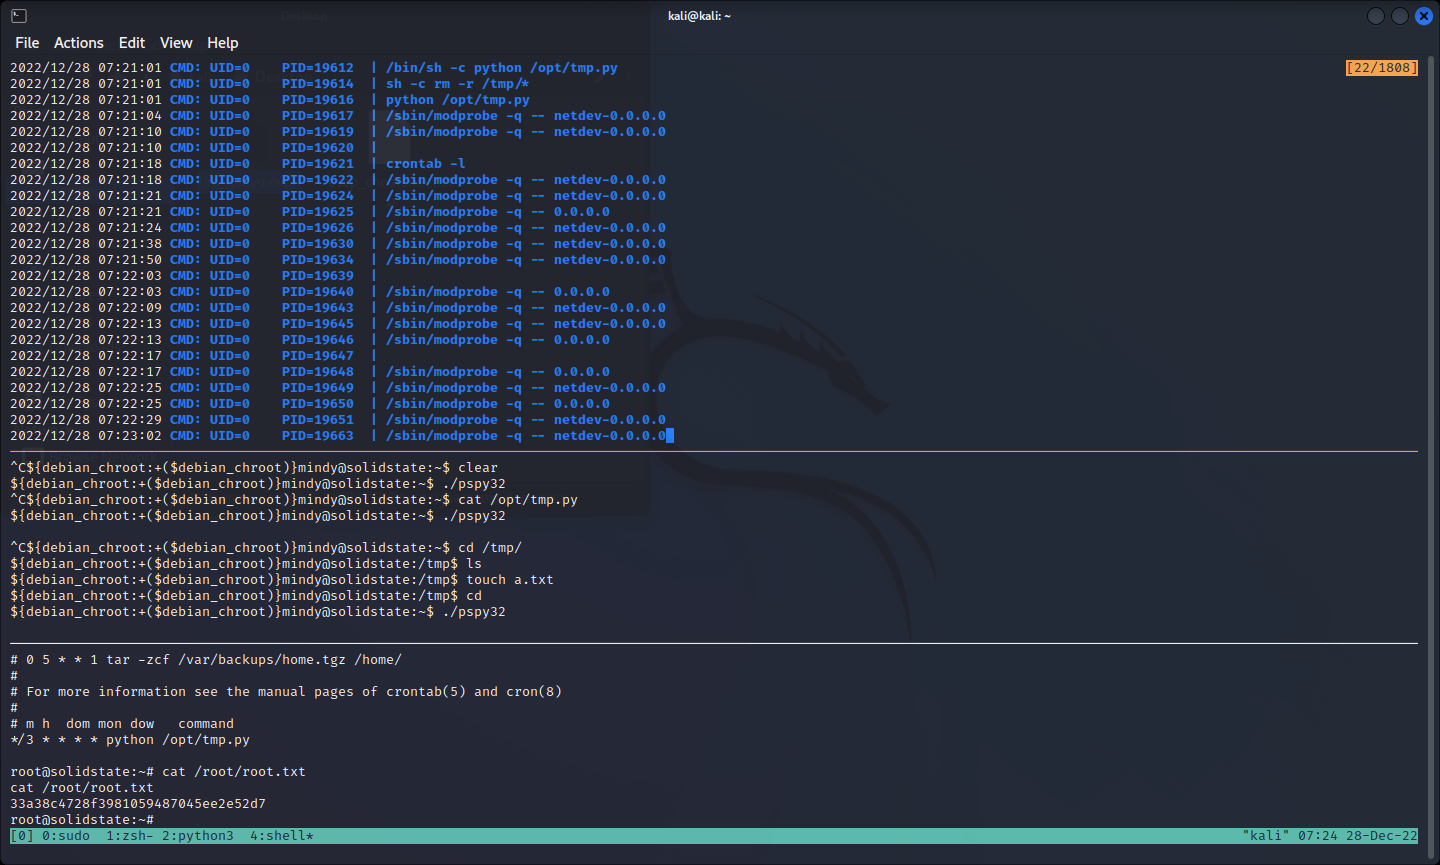 kali@kali: ~
File Actions Edit View Help
2022/12/28 07:21:01 CMD: UID=0    PID=19612  | /bin/sh -c python /opt/tmp.py [22/1808]
2022/12/28 07:21:01 CMD: UID=0    PID=19614  | sh -c rm -r /tmp/*
2022/12/28 07:21:01 CMD: UID=0    PID=19616  | python /opt/tmp.py
2022/12/28 07:21:04 CMD: UID=0    PID=19617  | /sbin/modprobe -q -- netdev-0.0.0.0
2022/12/28 07:21:10 CMD: UID=0    PID=19619  | /sbin/modprobe -q -- netdev-0.0.0.0
2022/12/28 07:21:10 CMD: UID=0    PID=19620  |
2022/12/28 07:21:18 CMD: UID=0    PID=19621  | crontab -l
2022/12/28 07:21:18 CMD: UID=0    PID=19622  | /sbin/modprobe -q -- netdev-0.0.0.0
2022/12/28 07:21:21 CMD: UID=0    PID=19624  | /sbin/modprobe -q -- netdev-0.0.0.0
2022/12/28 07:21:21 CMD: UID=0    PID=19625  | /sbin/modprobe -q -- 0.0.0.0
2022/12/28 07:21:24 CMD: UID=0    PID=19626  | /sbin/modprobe -q -- netdev-0.0.0.0
2022/12/28 07:21:38 CMD: UID=0    PID=19630  | /sbin/modprobe -q -- netdev-0.0.0.0
2022/12/28 07:21:50 CMD: UID=0    PID=19634  | /sbin/modprobe -q -- netdev-0.0.0.0
2022/12/28 07:22:03 CMD: UID=0    PID=19639  |
2022/12/28 07:22:03 CMD: UID=0    PID=19640  | /sbin/modprobe -q -- 0.0.0.0
2022/12/28 07:22:09 CMD: UID=0    PID=19643  | /sbin/modprobe -q -- netdev-0.0.0.0
2022/12/28 07:22:13 CMD: UID=0    PID=19645  | /sbin/modprobe -q -- netdev-0.0.0.0
2022/12/28 07:22:13 CMD: UID=0    PID=19646  | /sbin/modprobe -q -- 0.0.0.0
2022/12/28 07:22:17 CMD: UID=0    PID=19647  |
2022/12/28 07:22:17 CMD: UID=0    PID=19648  | /sbin/modprobe -q -- 0.0.0.0
2022/12/28 07:22:25 CMD: UID=0    PID=19649  | /sbin/modprobe -q -- netdev-0.0.0.0
2022/12/28 07:22:25 CMD: UID=0    PID=19650  | /sbin/modprobe -q -- 0.0.0.0
2022/12/28 07:22:29 CMD: UID=0    PID=19651  | /sbin/modprobe -q -- netdev-0.0.0.0
2022/12/28 07:23:02 CMD: UID=0    PID=19663  | /sbin/modprobe -q -- netdev-0.0.0.0
^C${debian_chroot:+($debian_chroot)}mindy@solidstate:~$ clear
${debian_chroot:+($debian_chroot)}mindy@solidstate:~$ ./pspy32
^C${debian_chroot:+($debian_chroot)}mindy@solidstate:~$ cat /opt/tmp.py
${debian_chroot:+($debian_chroot)}mindy@solidstate:~$ ./pspy32
^C${debian_chroot:+($debian_chroot)}mindy@solidstate:~$ cd /tmp/
${debian_chroot:+($debian_chroot)}mindy@solidstate:/tmp$ ls
${debian_chroot:+($debian_chroot)}mindy@solidstate:/tmp$ touch a.txt
${debian_chroot:+($debian_chroot)}mindy@solidstate:/tmp$ cd
${debian_chroot:+($debian_chroot)}mindy@solidstate:~$ ./pspy32
# 0 5 * * 1 tar -zcf /var/backups/home.tgz /home/
#
# For more information see the manual pages of crontab(5) and cron(8)
#
# m h  dom mon dow   command
*/3 * * * * python /opt/tmp.py
root@solidstate:~# cat /root/root.txt
cat /root/root.txt
33a38c4728f3981059487045ee2e52d7
root@solidstate:~#
[0] 0:sudo  1:zsh- 2:python3  4:shell* "kali" 07:24 28-Dec-22